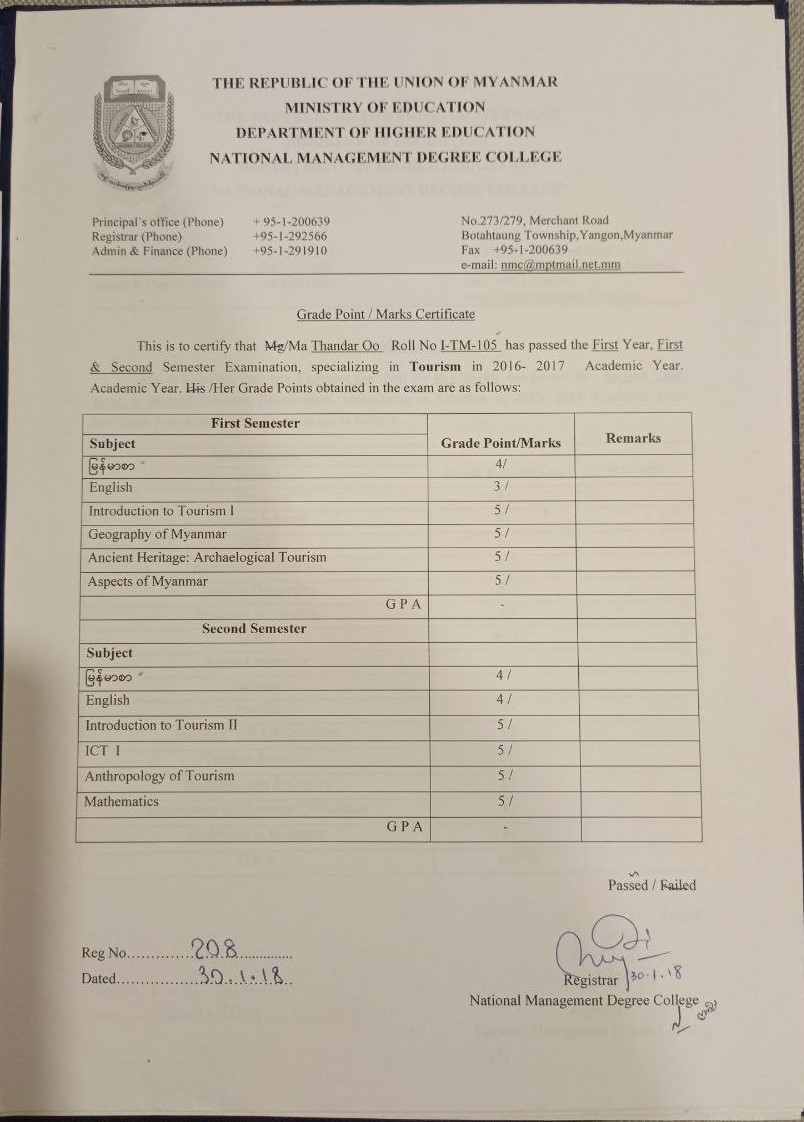 THE REPUBLIC OF THE UNION OF MYANMAR
MINISTRY OF EDUCATION
DEPARTMENT OF HIGHER EDUCATION
NATIONAL MANAGEMENT DEGREE COLLEGE
Principal's office (Phone) + 95-1-200639 No.273/279, Merchant Road
Registrar (Phone) +95-1-292566 Botahtaung Township,Yangon,Myanmar
Admin & Finance (Phone) +95-1-291910 Fax +95-1-200639
e-mail: nmc@mptmail.net.mm
Grade Point / Marks Certificate
This is to certify that Mg/Ma Thandar Oo Roll No I-TM-105 has passed the First Year, First
& Second Semester Examination, specializing in Tourism in 2016- 2017 Academic Year.
Academic Year. His /Her Grade Points obtained in the exam are as follows:
First Semester
Subject Grade Point/Marks Remarks
မြန်မာစာ 4/
English 3 /
Introduction to Tourism I 5 /
Geography of Myanmar 5 /
Ancient Heritage: Archaelogical Tourism 5 /
Aspects of Myanmar 5 /
G P A -
Second Semester
Subject
မြန်မာစာ 4 /
English 4 /
Introduction to Tourism II 5 /
ICT I 5 /
Anthropology of Tourism 5 /
Mathematics 5 /
G P A -
Passed / Failed
Reg No..............208..............
Dated..................30.1.18..
Registrar 30.1.18
National Management Degree College